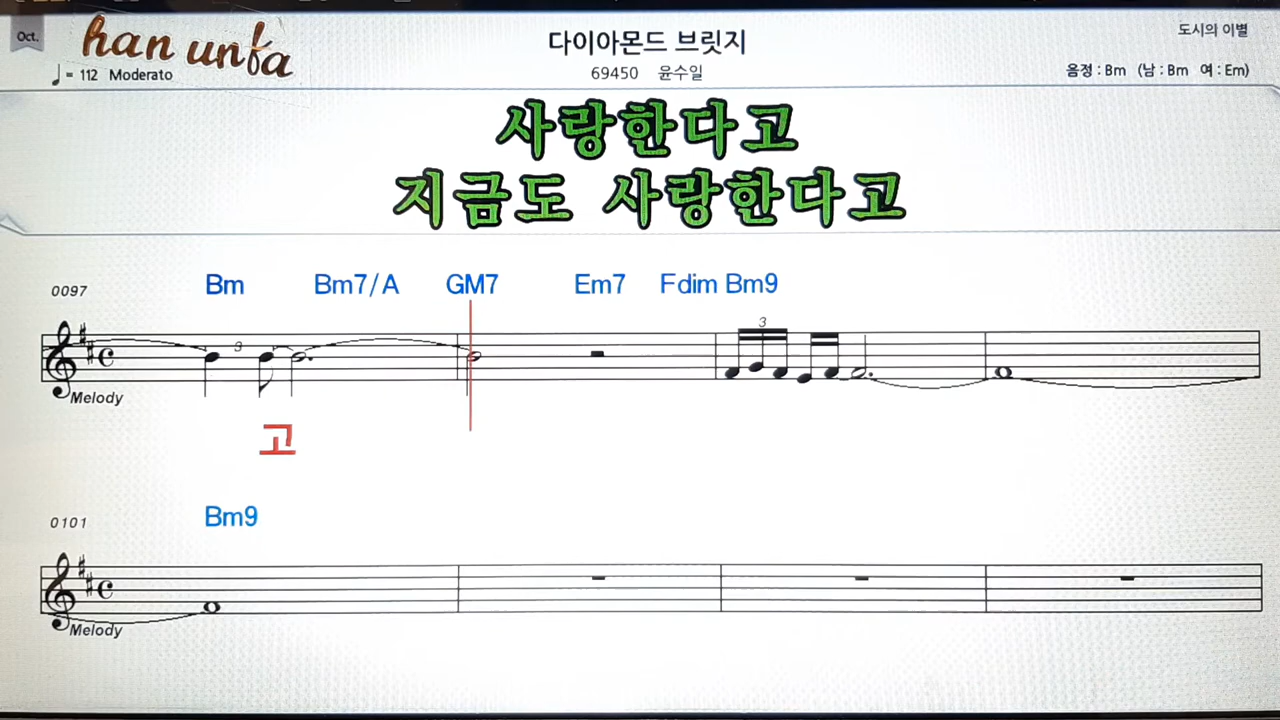 Oct.
han unfa
♩= 112 Moderato
다이아몬드 브릿지
69450 윤수일
도시의 이별
음정 : Bm (남 : Bm 여 : Em)
사랑한다고
지금도 사랑한다고
0097 Bm Bm7/A GM7 Em7 Fdim Bm9
3 3
Melody
고
0101 Bm9
Melody